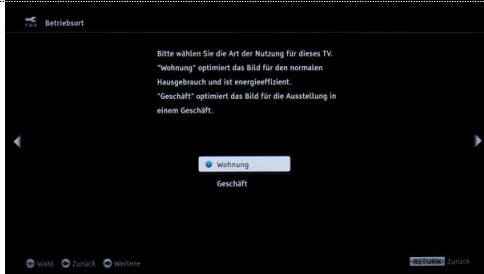 Betriebsort
Bitte wählen Sie die Art der Nutzung für dieses TV.
"Wohnung" optimiert das Bild für den normalen
Hausgebrauch und ist energieeffizient.
"Geschäft" optimiert das Bild für die Ausstellung in
einem Geschäft.
Wohnung
Geschäft
Wahl Zurück Weitere
RETURN Zurück